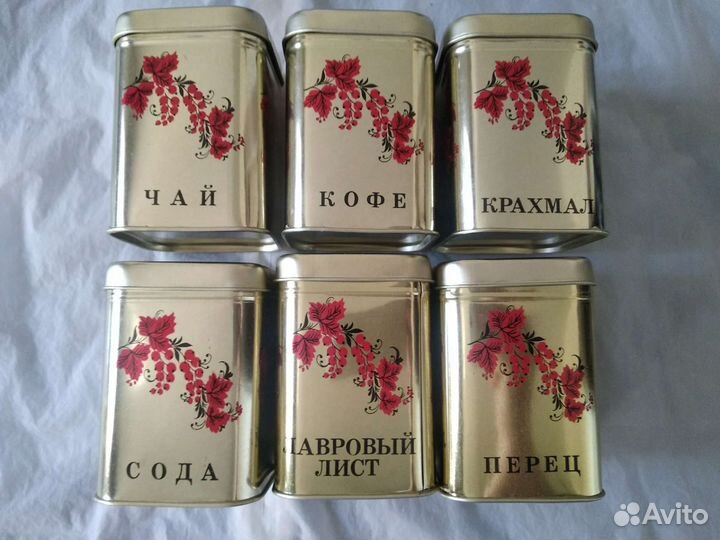 ЧАЙ
КОФЕ
КРАХМАЛ
СОДА
ЛАВРОВЫЙ
ЛИСТ
ПЕРЕЦ
Avito